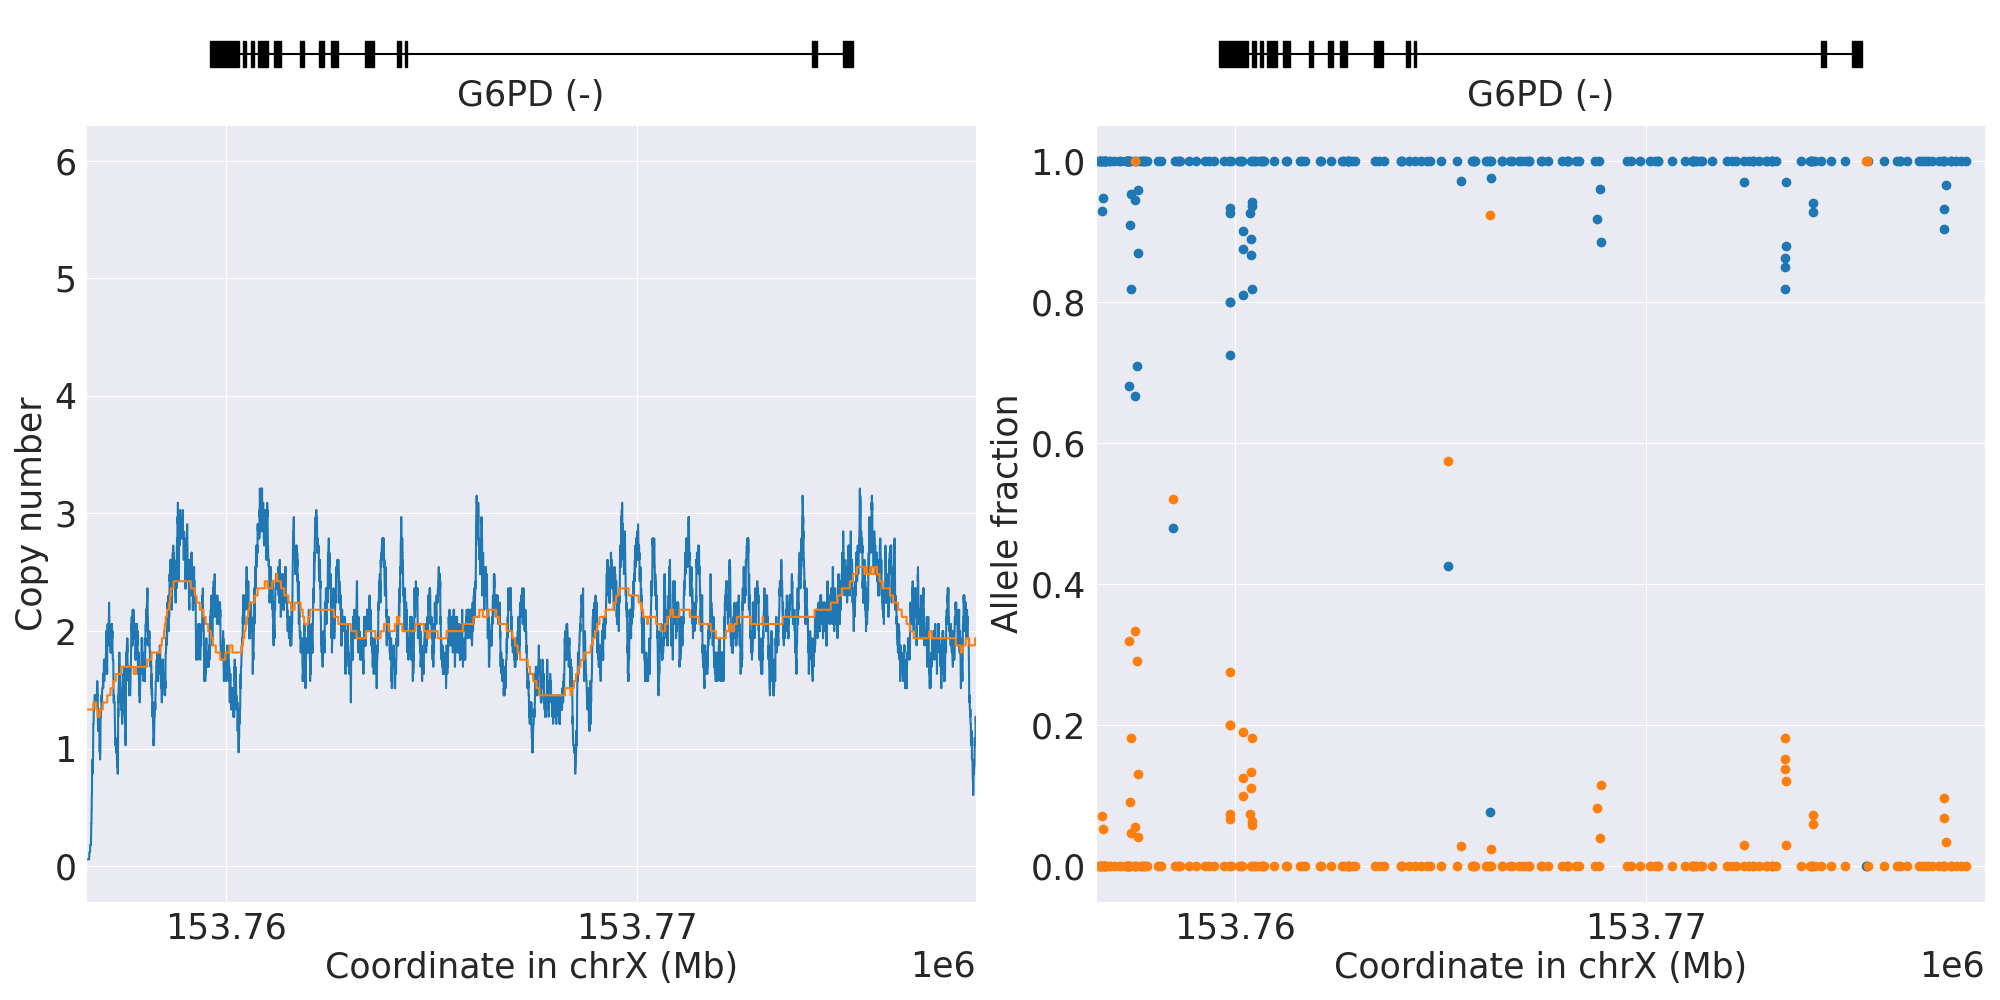 G6PD (-)
G6PD (-)
Copy number
6
5
4
3
2
1
0
153.76
153.77
Coordinate in chrX (Mb)
1e6
Allele fraction
1.0
0.8
0.6
0.4
0.2
0.0
153.76
153.77
Coordinate in chrX (Mb)
1e6